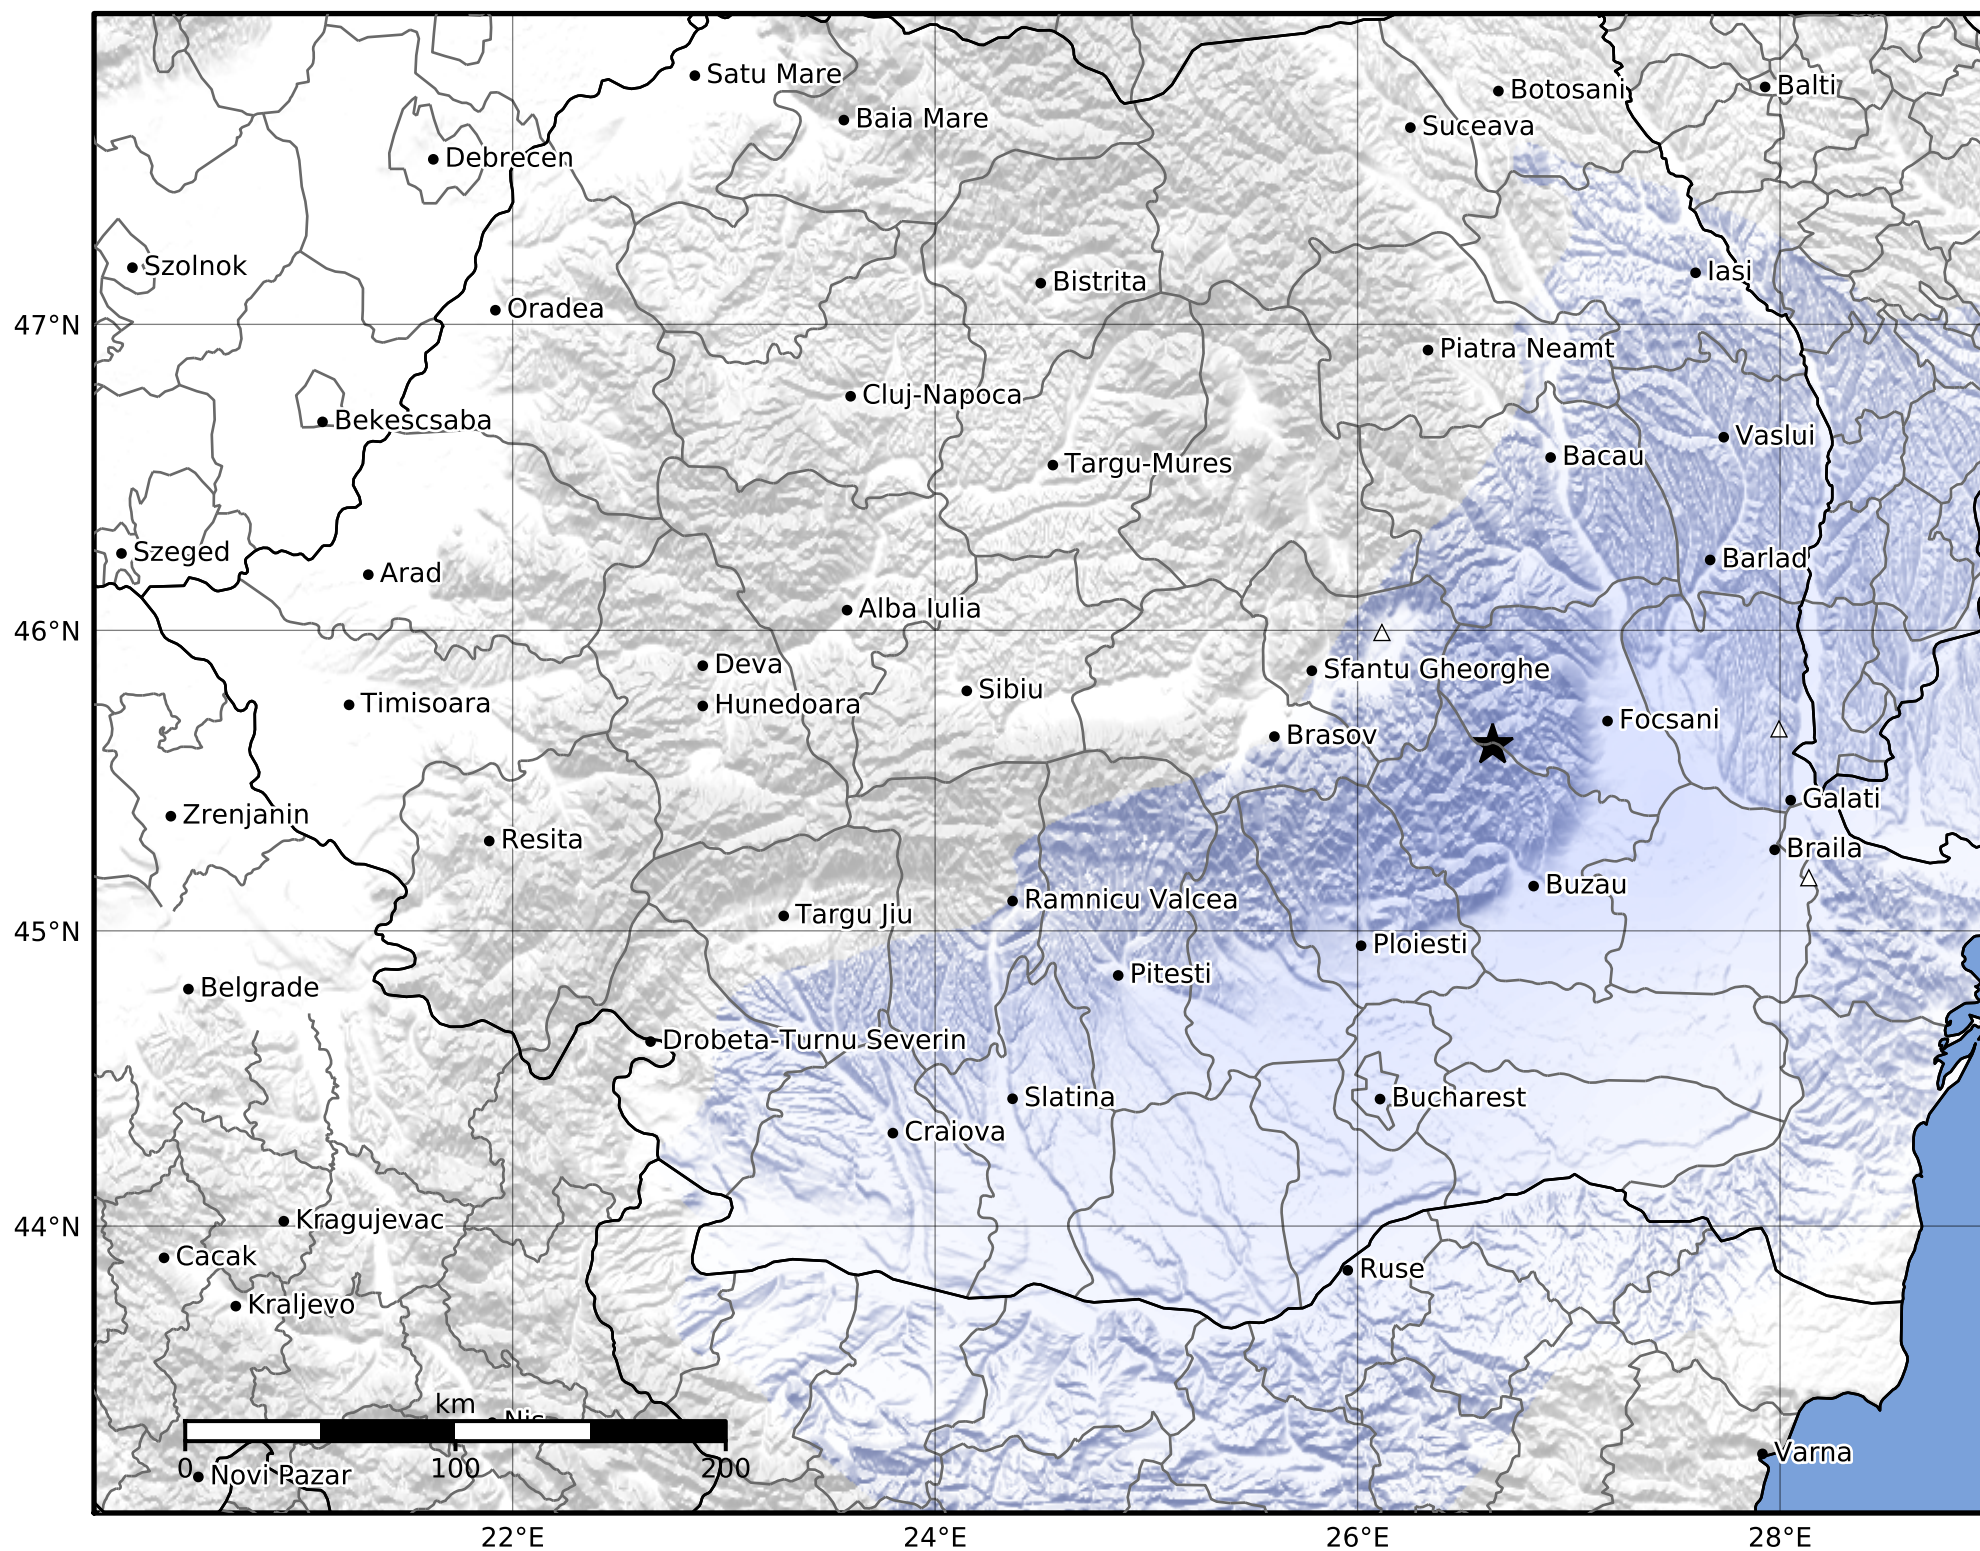 Satu Mare
Botosani
Balti
Baia Mare
Suceava
Debrecen
Szolnok
Iasi
Bistrita
Oradea
47°N
Piatra Neamt
Cluj-Napoca
Bekescsaba
Vaslui
Bacau
Targu-Mures
Szeged
Arad
Barlad
Alba Iulia
46°N
Deva
Sfantu Gheorghe
Sibiu
Timisoara
Hunedoara
Focsani
Brasov
Galati
Zrenjanin
Resita
Braila
Buzau
Ramnicu Valcea
Targu Jiu
45°N
Ploiesti
Pitesti
Belgrade
Drobeta-Turnu Severin
Slatina
Bucharest
Craiova
Kragujevac
44°N
Cacak
Ruse
Kraljevo
km
Nis
Varna
0 100 200
Novi Pazar
22°E 24°E 26°E 28°E